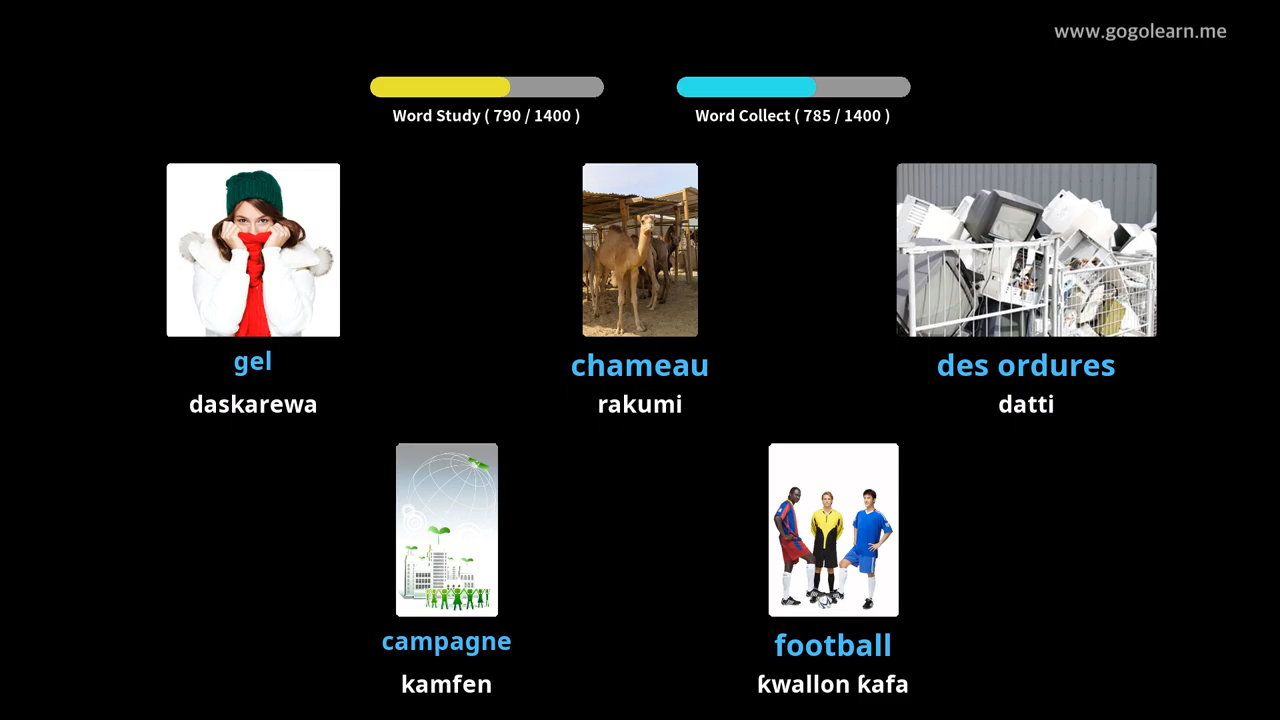 www.gogolearn.me
Word Study ( 790 / 1400 )
Word Collect ( 785 / 1400 )
gel
daskarewa
chameau
rakumi
des ordures
datti
campagne
kamfen
football
ƙwallon ƙafa